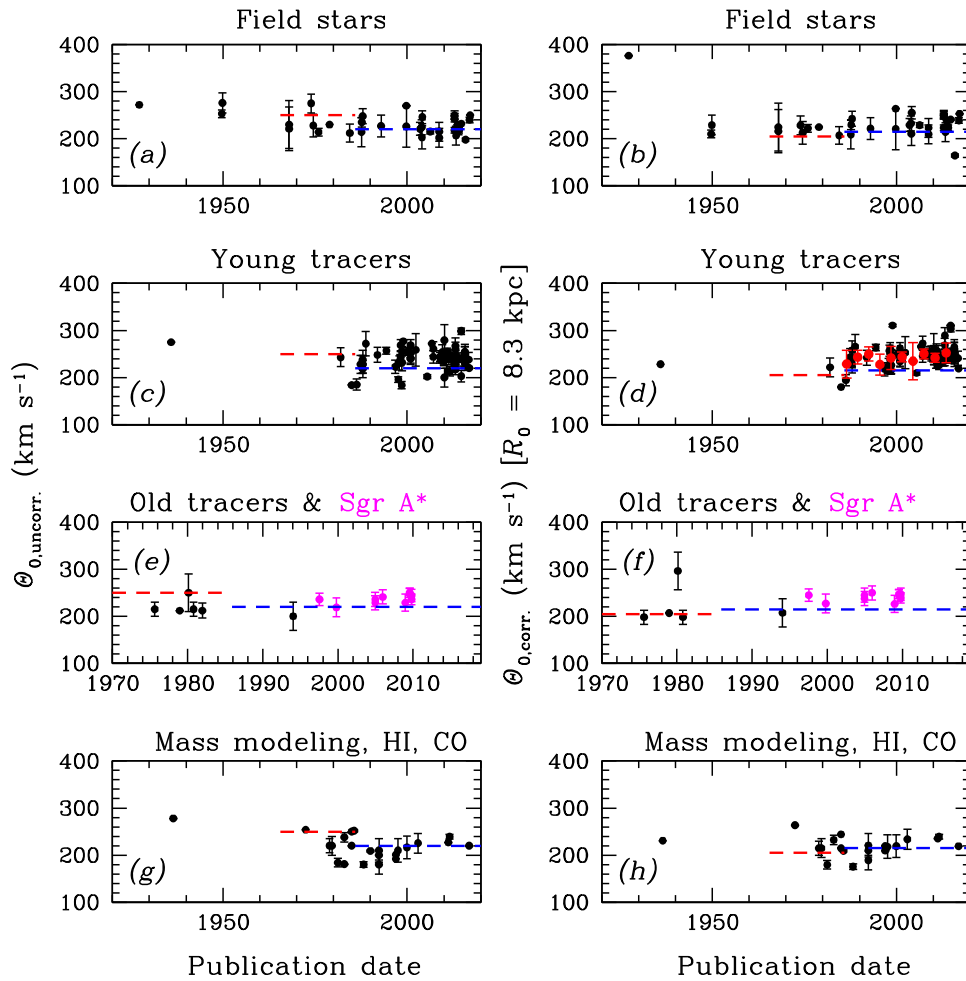 Field stars
Field stars
400
300
200
100
(a)
1950
2000
400
300
200
100
(b)
1950
2000
Young tracers
Young tracers
400
300
200
100
(c)
1950
2000
400
300
200
100
(d)
1950
2000
Old tracers & Sgr A*
Old tracers & Sgr A*
400
300
200
100
(e)
1970
1980
1990
2000
2010
400
300
200
100
(f)
1970
1980
1990
2000
2010
Mass modeling, HI, CO
Mass modeling, HI, CO
400
300
200
100
(g)
1950
2000
400
300
200
100
(h)
1950
2000
Publication date
Publication date
Θ0,uncorr. (km s−1)
Θ0,corr. (km s−1) [R0 = 8.3 kpc]